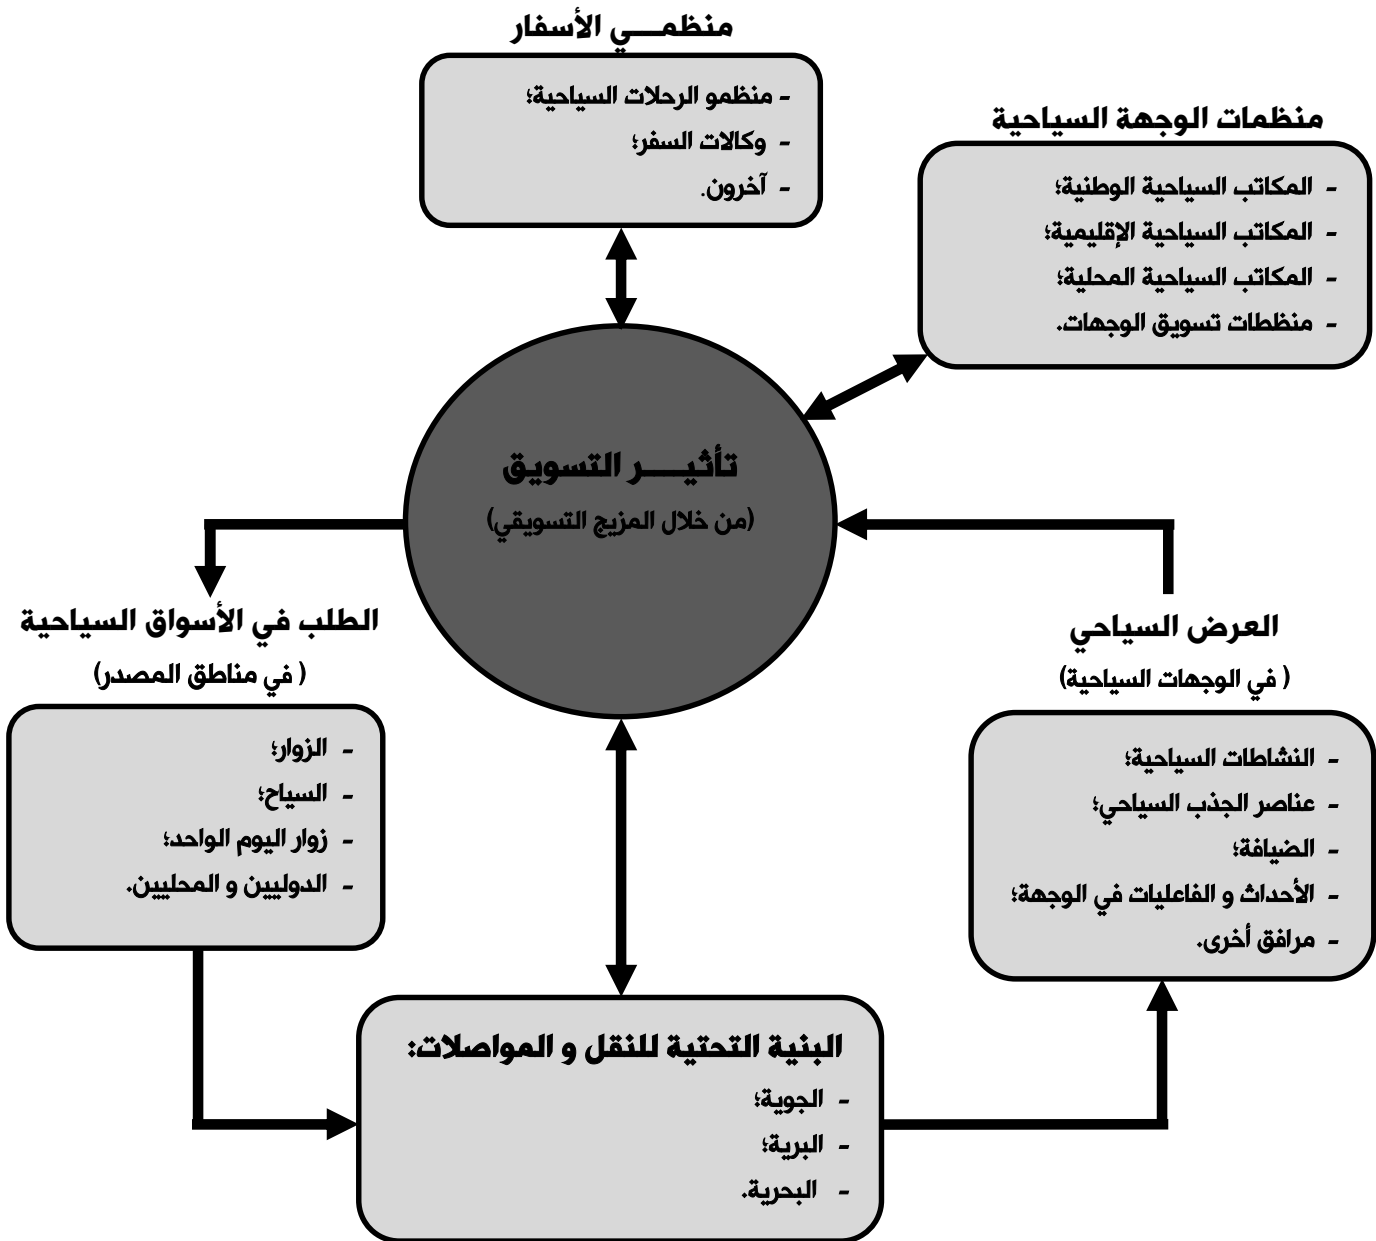 منظمـــي الأسفار
- منظمو الرحلات السياحية؛
- وكالات السفر؛
- آخرون.
منظمات الوجهة السياحية
- المكاتب السياحية الوطنية؛
- المكاتب السياحية الإقليمية؛
- المكاتب السياحية المحلية؛
- منظطات تسويق الوجهات.
تأثيـــــر التسويق
(من خلال المزيج التسويقي)
العرض السياحي
( في الوجهات السياحية)
- النشاطات السياحية؛
- عناصر الجذب السياحي؛
- الضيافة؛
- الأحداث و الفاعليات في الوجهة؛
- مرافق أخرى.
الطلب في الأسواق السياحية
( في مناطق المصدر)
- الزوار؛
- السياح؛
- زوار اليوم الواحد؛
- الدوليين و المحليين.
البنية التحتية للنقل و المواصلات:
- الجوية؛
- البرية؛
- البحرية.